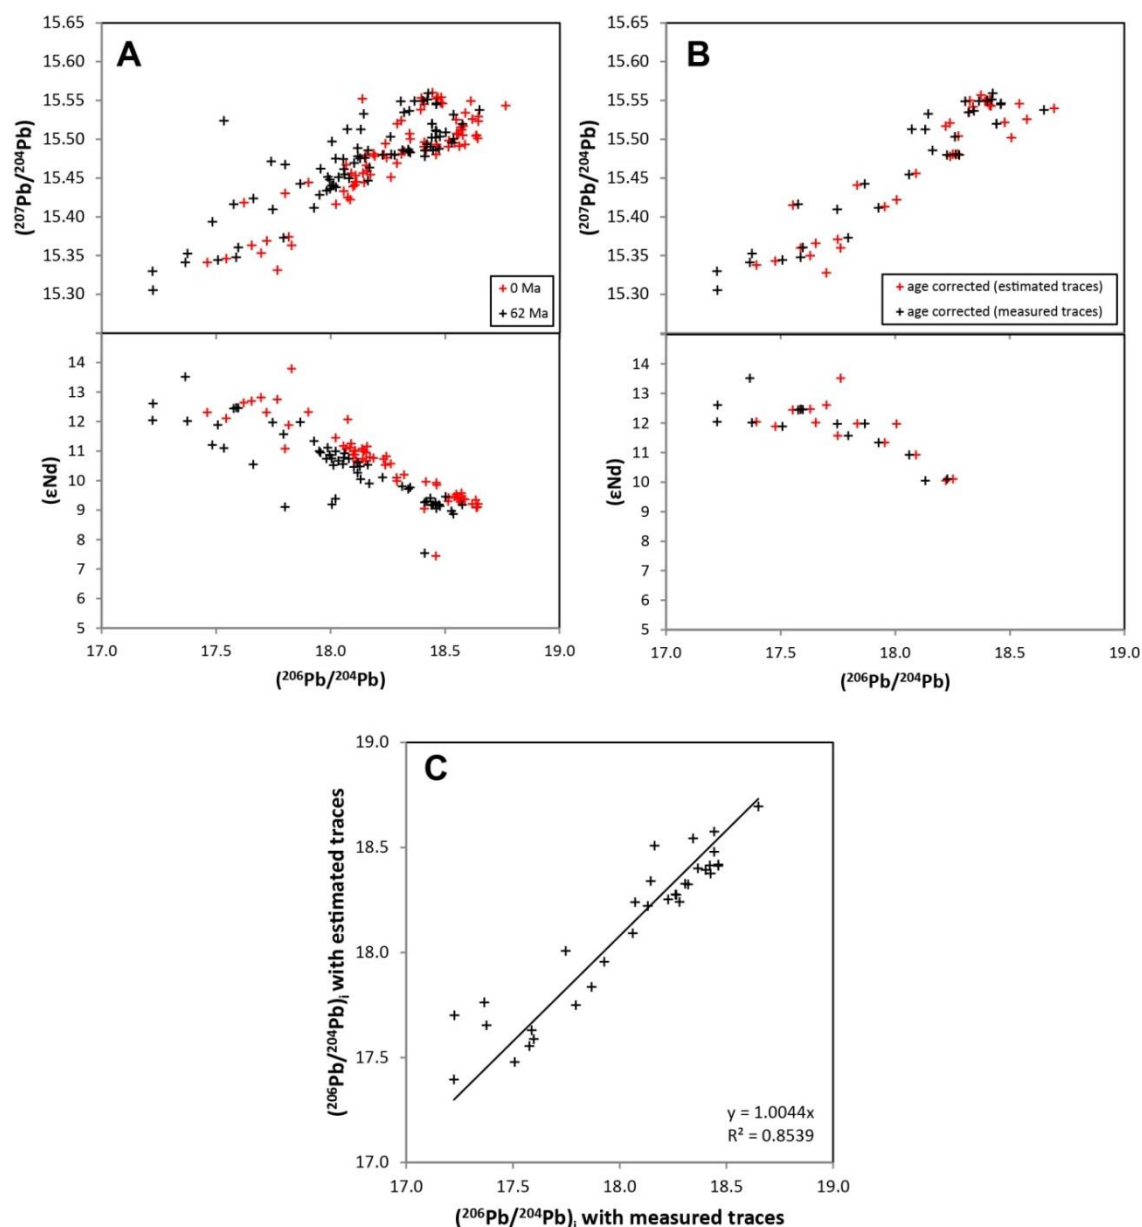 A
B
15.65
15.60
15.55
15.50
15.45
15.40
15.35
15.30
(²⁰⁷Pb/²⁰⁴Pb)
+ 0 Ma
+ 62 Ma
15.65
15.60
15.55
15.50
15.45
15.40
15.35
15.30
(²⁰⁷Pb/²⁰⁴Pb)
+ age corrected (estimated traces)
+ age corrected (measured traces)
14
13
12
11
10
9
8
7
6
5
(εNd)
17.0 17.5 18.0 18.5 19.0
(²⁰⁶Pb/²⁰⁴Pb)
14
13
12
11
10
9
8
7
6
5
(εNd)
17.0 17.5 18.0 18.5 19.0
(²⁰⁶Pb/²⁰⁴Pb)
C
19.0
18.5
18.0
17.5
17.0
(²⁰⁶Pb/²⁰⁴Pb)ᵢ with estimated traces
y = 1.0044x
R² = 0.8539
17.0 17.5 18.0 18.5 19.0
(²⁰⁶Pb/²⁰⁴Pb)ᵢ with measured traces